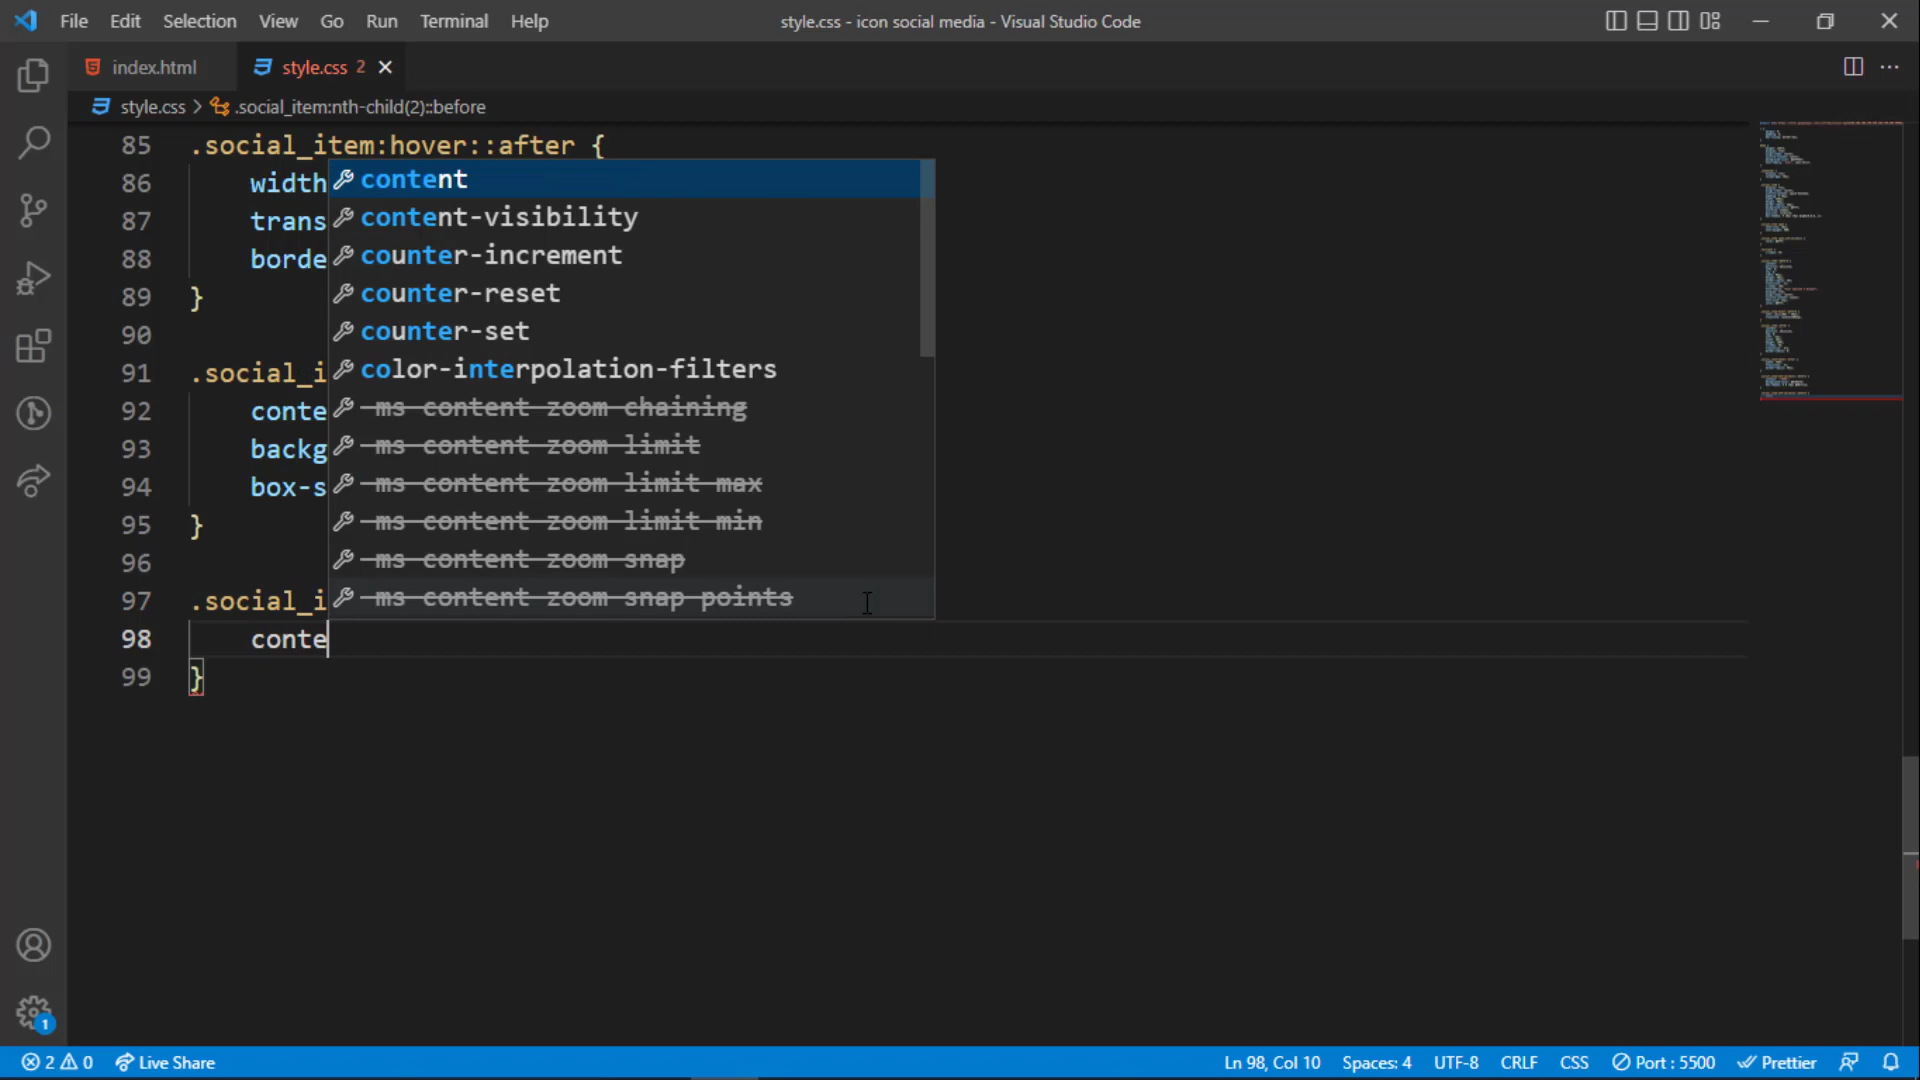 File Edit Selection View Go Run Terminal Help
style.css - icon social media - Visual Studio Code
index.html
style.css 2
style.css > .social_item:nth-child(2)::before
85 .social_item:hover::after {
86 width
87 trans
88 borde
89 }
90
91 .social_i
92 conte
93 backg
94 box-s
95 }
96
97 .social_i
98 conte
99 }
content
content-visibility
counter-increment
counter-reset
counter-set
color-interpolation-filters
-ms-content-zoom-chaining
-ms-content-zoom-limit
-ms-content-zoom-limit-max
-ms-content-zoom-limit-min
-ms-content-zoom-snap
-ms-content-zoom-snap-points
1
2 0 Live Share
Ln 98, Col 10 Spaces: 4 UTF-8 CRLF CSS Port : 5500 Prettier